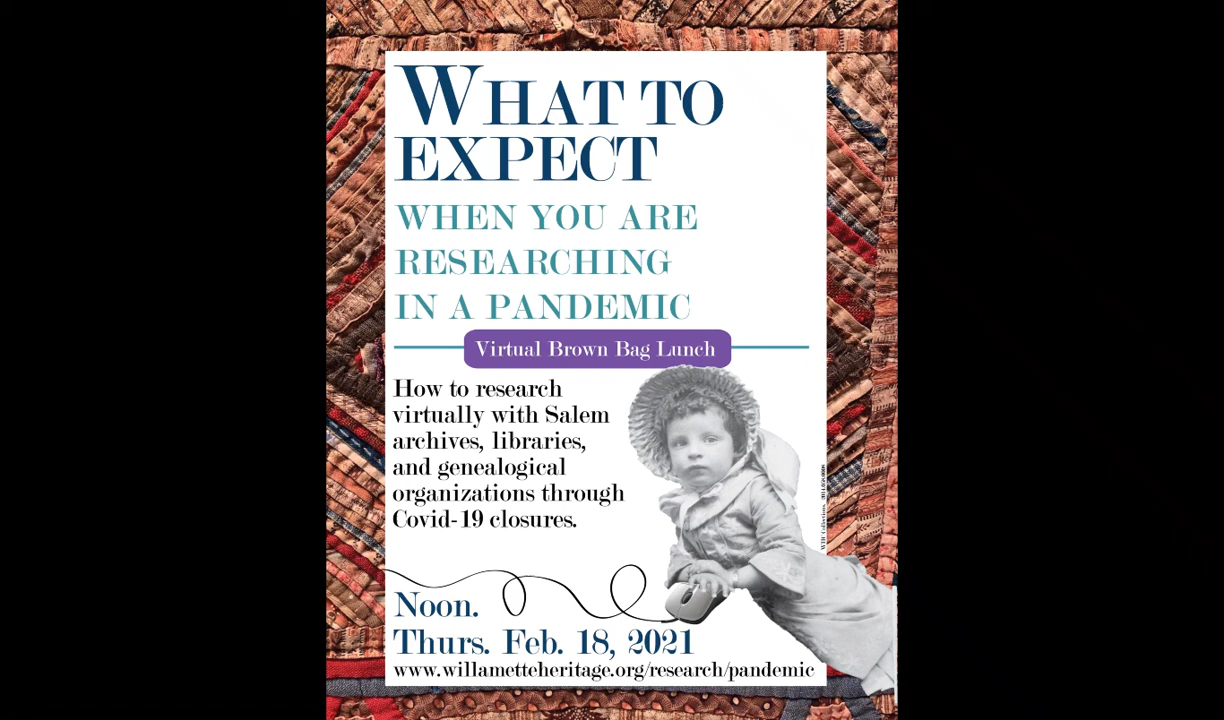 WHAT TO
EXPECT
WHEN YOU ARE
RESEARCHING
IN A PANDEMIC
Virtual Brown Bag Lunch
How to research
virtually with Salem
archives, libraries,
and genealogical
organizations through
Covid-19 closures.
Noon.
Thurs. Feb. 18, 2021
www.willametteheritage.org/research/pandemic
WHC Collections